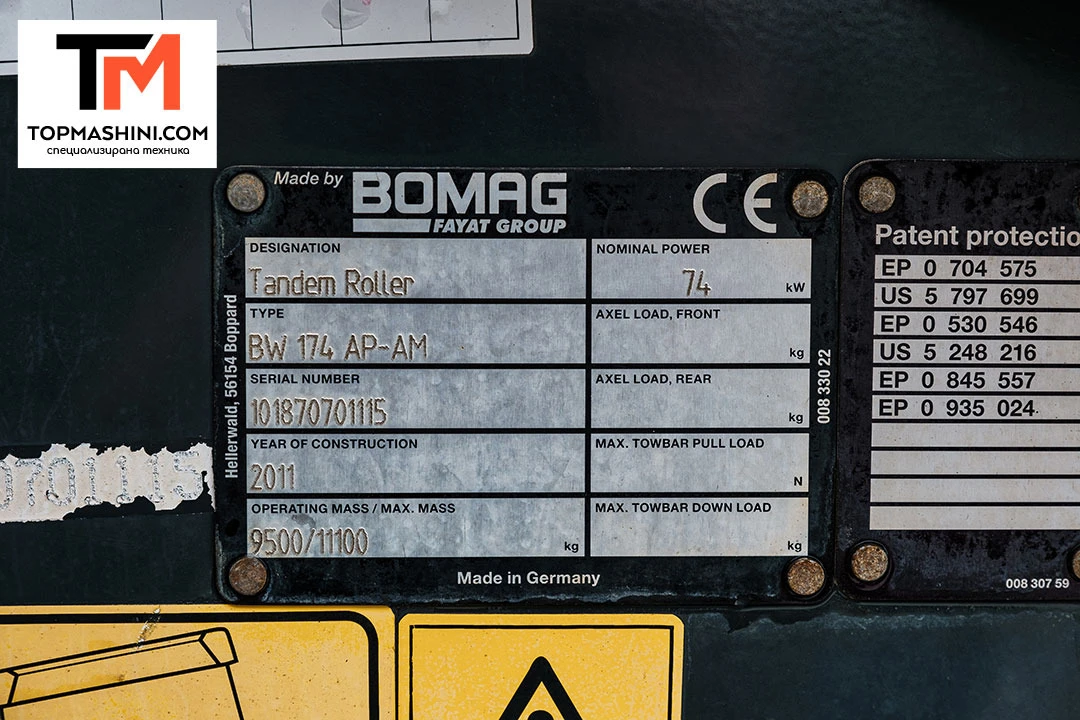 TM
TOPMASHINI.COM
специализирана техника
Made by BOMAG
FAYAT GROUP
CE
DESIGNATION
Tandem Roller
NOMINAL POWER
74 kW
TYPE
BW 174 AP-AM
AXEL LOAD, FRONT
kg
SERIAL NUMBER
101870701115
AXEL LOAD, REAR
kg
YEAR OF CONSTRUCTION
2011
MAX. TOWBAR PULL LOAD
N
OPERATING MASS / MAX. MASS
9500/11100 kg
MAX. TOWBAR DOWN LOAD
kg
Made in Germany
Hellerwald, 56154 Boppard
008 330 22
Patent protectio
EP 0 704 575
US 5 797 699
EP 0 530 546
US 5 248 216
EP 0 845 557
EP 0 935 024
008 307 59
0701115